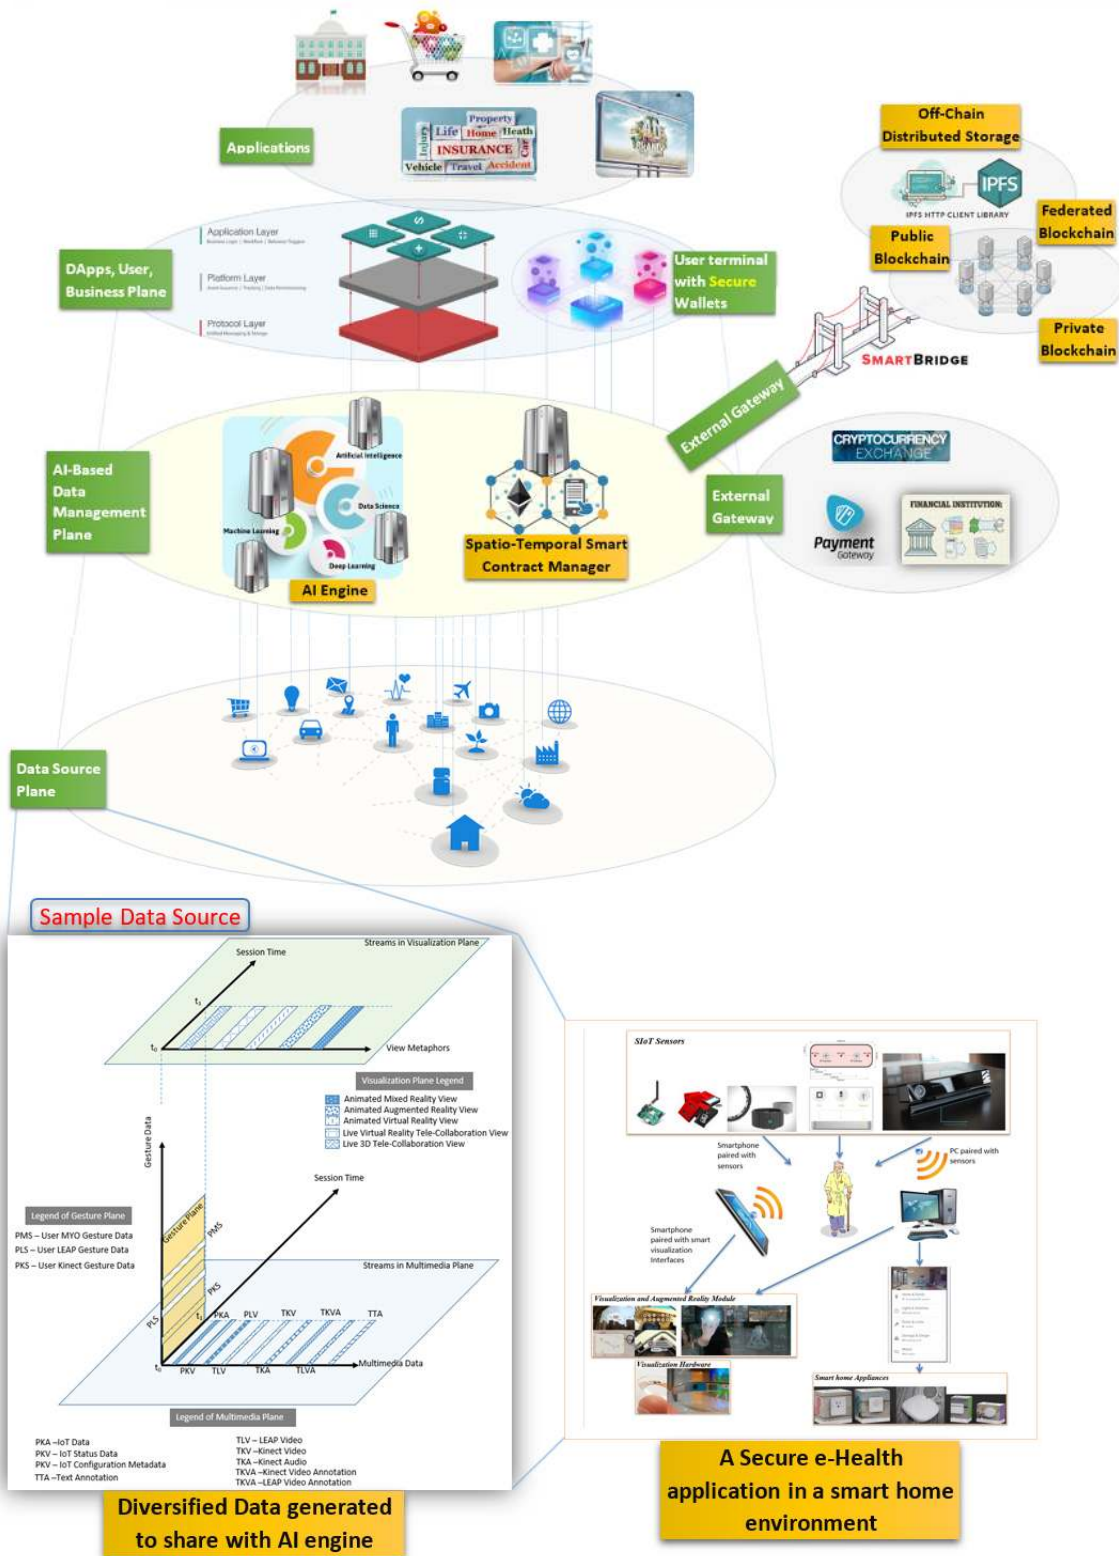 Property
Injury
Life
Home
Heath
Car
INSURANCE
Vehicle
Travel
Accident
Applications
Off-Chain
Distributed Storage
IPFS
IPFS HTTP CLIENT LIBRARY
Federated
Blockchain
Public
Blockchain
Private
Blockchain
SMARTBRIDGE
Application Layer
Platform Layer
Protocol Layer
DApps, User,
Business Plane
User terminal
with Secure
Wallets
External Gateway
AI-Based
Data
Management
Plane
Artificial Intelligence
Data Science
Machine Learning
Deep Learning
AI Engine
Spatio-Temporal Smart
Contract Manager
External
Gateway
CRYPTOCURRENCY
EXCHANGE
Payment
Gateway
FINANCIAL INSTITUTION:
Data Source
Plane
Sample Data Source
Streams in Visualization Plane
Session Time
t1
t0
View Metaphors
Visualization Plane Legend
Animated Mixed Reality View
Animated Augmented Reality View
Animated Virtual Reality View
Live Virtual Reality Tele-Collaboration View
Live 3D Tele-Collaboration View
Gesture Data
Session Time
Legend of Gesture Plane
PMS – User MYO Gesture Data
PLS – User LEAP Gesture Data
PKS – User Kinect Gesture Data
Gesture Plane
PMS
PKS
PLS
Streams in Multimedia Plane
PKA
PLV
TKV
TKVA
TTA
t0
PKV
TLV
TKA
TLVA
Multimedia Data
Legend of Multimedia Plane
PKA –IoT Data
PKV – IoT Status Data
PKV – IoT Configuration Metadata
TTA –Text Annotation
TLV – LEAP Video
TKV – Kinect Video
TKA – Kinect Audio
TKVA –Kinect Video Annotation
TKVA –LEAP Video Annotation
Diversified Data generated
to share with AI engine
SIoT Sensors
Smartphone
paired with
sensors
PC paired with
sensors
Smartphone
paired with smart
visualization
Interfaces
Visualization and Augmented Reality Module
Visualization Hardware
Smart home Appliances
A Secure e-Health
application in a smart home
environment